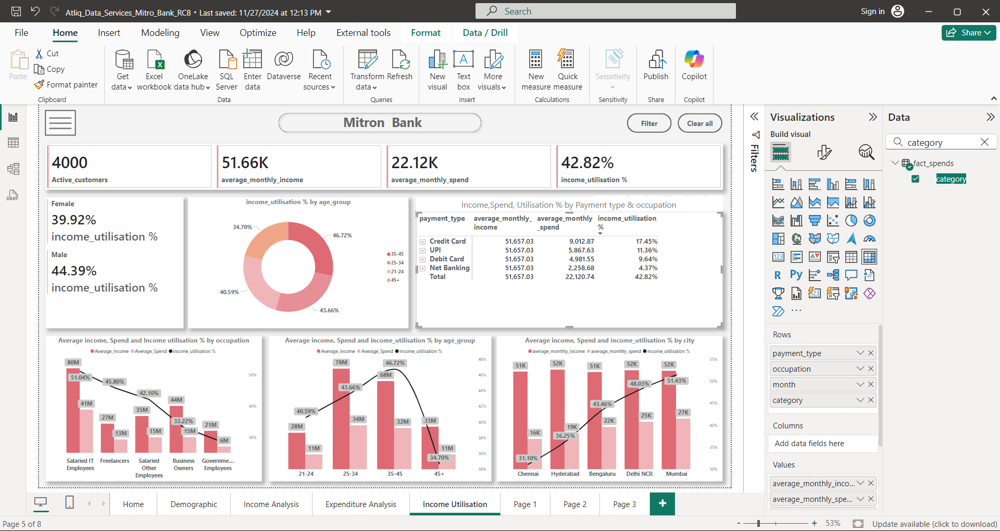 Atliq_Data_Services_Mitro_Bank_RC8 • Last saved: 11/27/2024 at 12:13 PM
Search
Sign in
File Home Insert Modeling View Optimize Help External tools Format Data / Drill
Share
Paste
Cut
Copy
Format painter
Clipboard
Get data
Excel workbook
OneLake data hub
SQL Server
Enter data
Dataverse
Recent sources
Data
Transform data
Refresh
Queries
New visual
Text box
More visuals
Insert
New measure
Quick measure
Calculations
Sensitivity
Sensitivity
Publish
Share
Copilot
Copilot
Mitron Bank
Filter
Clear all
4000
Active_customers
51.66K
average_monthly_income
22.12K
average_monthly_spend
42.82%
income_utilisation %
Female
39.92%
income_utilisation %
Male
44.39%
income_utilisation %
income_utilisation % by age_group
34.70%
46.72%
40.59%
43.66%
35-45
25-34
21-24
45+
Income,Spend, Utilisation % by Payment type & occupation
payment_type average_monthly_income average_monthly_spend income_utilisation %
Credit Card 51,657.03 9,012.87 17.45%
UPI 51,657.03 5,867.63 11.36%
Debit Card 51,657.03 4,981.55 9.64%
Net Banking 51,657.03 2,258.68 4.37%
Total 51,657.03 22,120.74 42.82%
Average income, Spend and Income utilisation % by occupation
Average_income Average_Spend income_utilisation %
80M
51.04%
45.80%
42.10%
44M
41M
35M
33.22%
27M
13M
15M
15M
21M
6M
50%
40%
30%
Salaried IT Employees
Freelancers
Salaried Other Employees
Business Owners
Governme... Employees
Average income, Spend and income_utilisation % by age_group
Average_income Average_Spend income_utilisation %
78M
46.72%
68M
43.66%
40.59%
34M
32M
33M
28M
11M
11M
34.70%
48%
46%
44%
42%
40%
38%
36%
34%
21-24
25-34
35-45
45+
Average income, Spend and income_utilisation % by city
average_monthly_income average_monthly_spend income_utilisation %
51K
52K
51K
52K
52K
48.03%
51.43%
43.46%
16K
19K
22K
25K
27K
36.25%
31.10%
55%
50%
45%
40%
35%
30%
Chennai
Hyderabad
Bengaluru
Delhi NCR
Mumbai
Filters
Visualizations
Build visual
123
R
Py
123
...
Rows
payment_type
occupation
month
category
Columns
Add data fields here
Values
average_monthly_inco...
average_monthly_spe...
Data
category
fact_spends
category
DAX
Home
Demographic
Income Analysis
Expenditure Analysis
Income Utilisation
Page 1
Page 2
Page 3
+
Page 5 of 8
- + 53%
Update available (click to download)